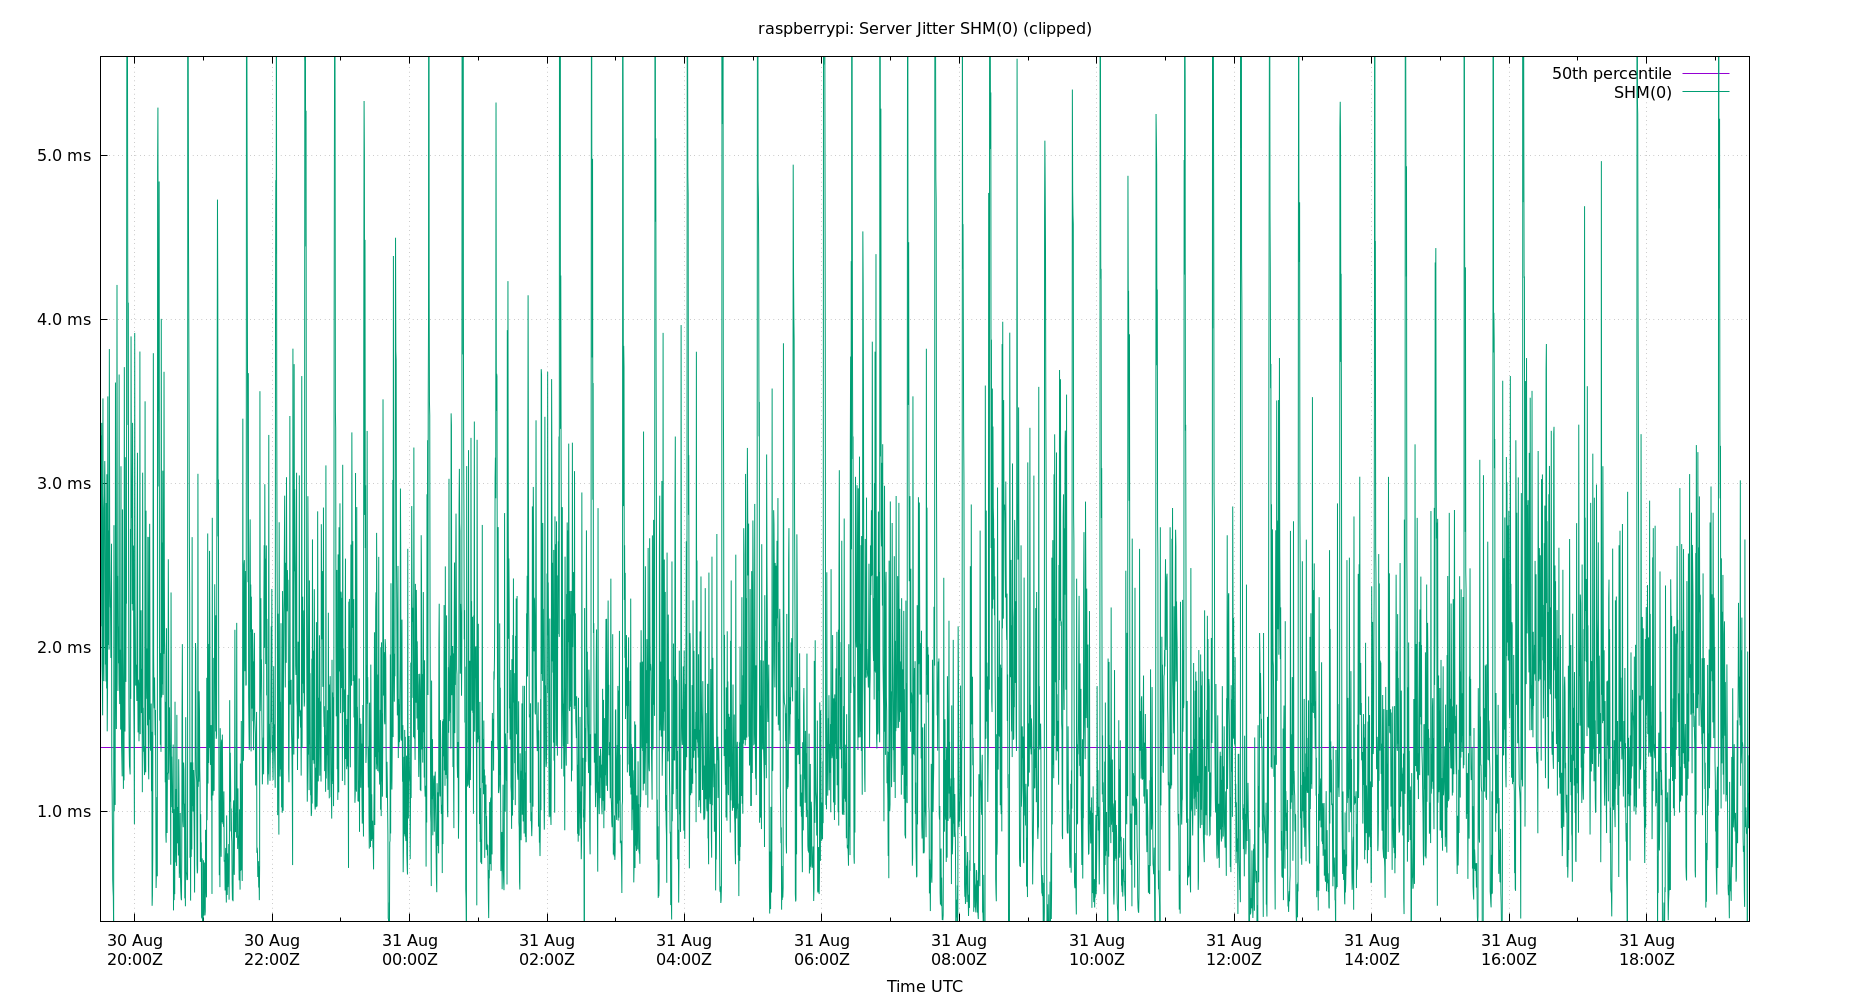 raspberrypi: Server Jitter SHM(0) (clipped)
50th percentile
SHM(0)
5.0 ms
4.0 ms
3.0 ms
2.0 ms
1.0 ms
30 Aug 30 Aug 31 Aug 31 Aug 31 Aug 31 Aug 31 Aug 31 Aug 31 Aug 31 Aug 31 Aug 31 Aug
20:00Z 22:00Z 00:00Z 02:00Z 04:00Z 06:00Z 08:00Z 10:00Z 12:00Z 14:00Z 16:00Z 18:00Z
Time UTC